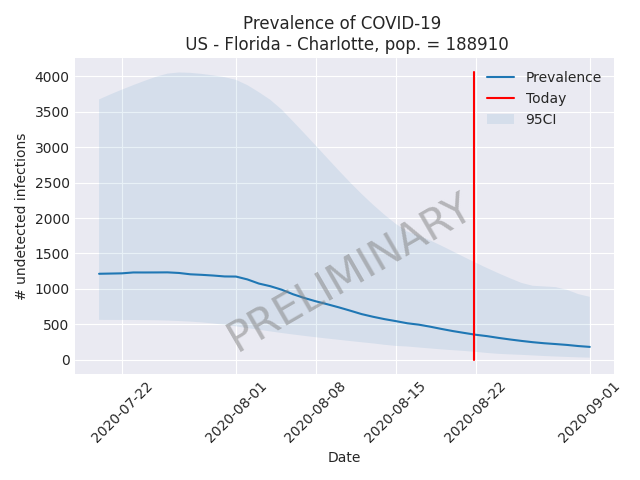 Prevalence of COVID-19
US - Florida - Charlotte, pop. = 188910
4000
3500
3000
2500
2000
1500
1000
500
0
# undetected infections
Prevalence
Today
95CI
PRELIMINARY
2020-07-22
2020-08-01
2020-08-08
2020-08-15
2020-08-22
2020-09-01
Date